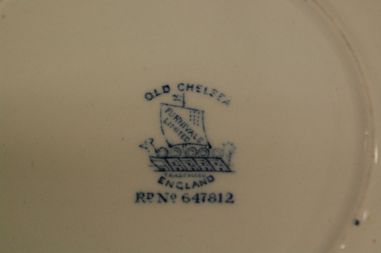 OLD CHELSEA
FURNIVALS
LIMITED
ENGLAND
RD No 647812